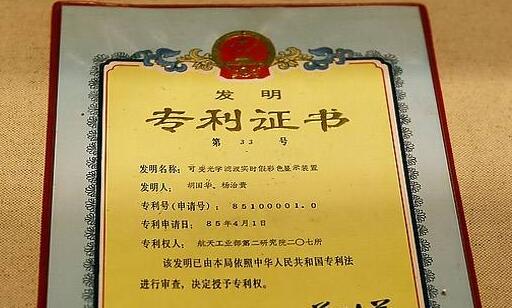 发明
专利证书
第 33 号
发明名称：可变光学滤波实时假彩色显示装置
发明人：胡国华、杨治贵
专利号(申请号)：85100001.0
专利申请日：85年4月1日
专利权人：航天工业部第二研究院二〇七所
该发明已由本局依照中华人民共和国专利法
进行审查，决定授予专利权。